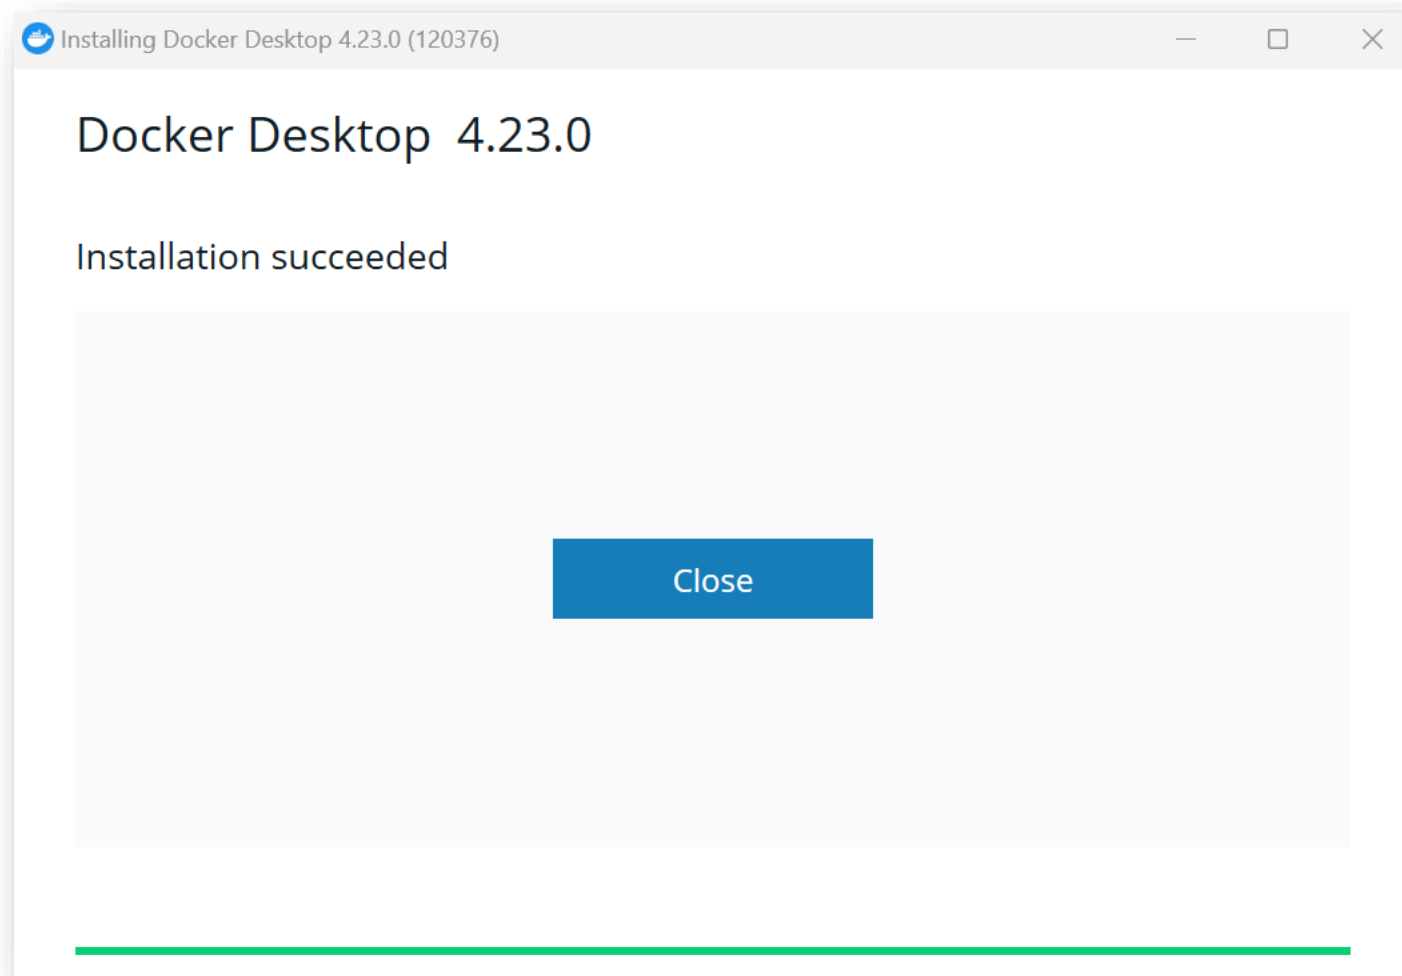 Installing Docker Desktop 4.23.0 (120376)
Docker Desktop 4.23.0
Installation succeeded
Close